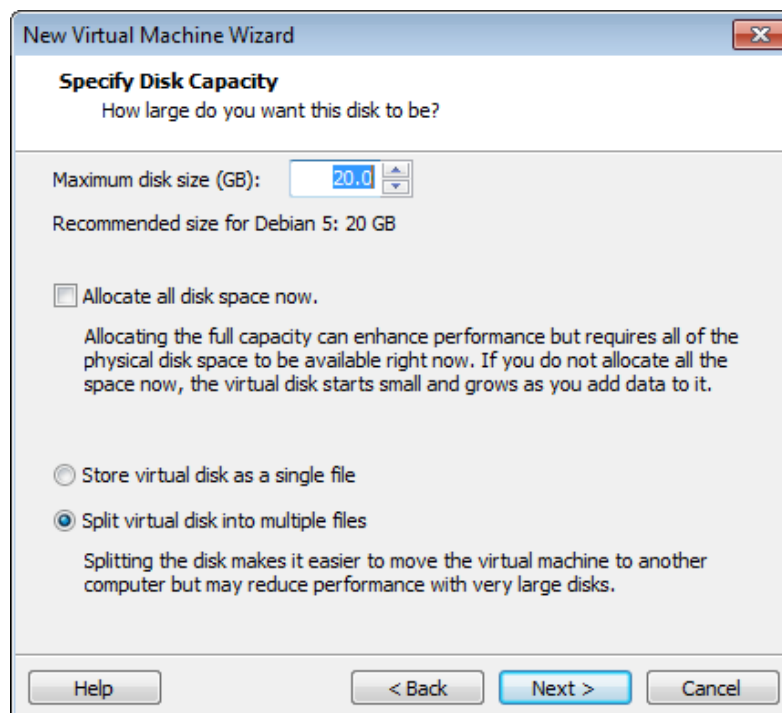 New Virtual Machine Wizard
Specify Disk Capacity
How large do you want this disk to be?
Maximum disk size (GB): 20.0
Recommended size for Debian 5: 20 GB
Allocate all disk space now.
Allocating the full capacity can enhance performance but requires all of the
physical disk space to be available right now. If you do not allocate all the
space now, the virtual disk starts small and grows as you add data to it.
Store virtual disk as a single file
Split virtual disk into multiple files
Splitting the disk makes it easier to move the virtual machine to another
computer but may reduce performance with very large disks.
Help < Back Next > Cancel